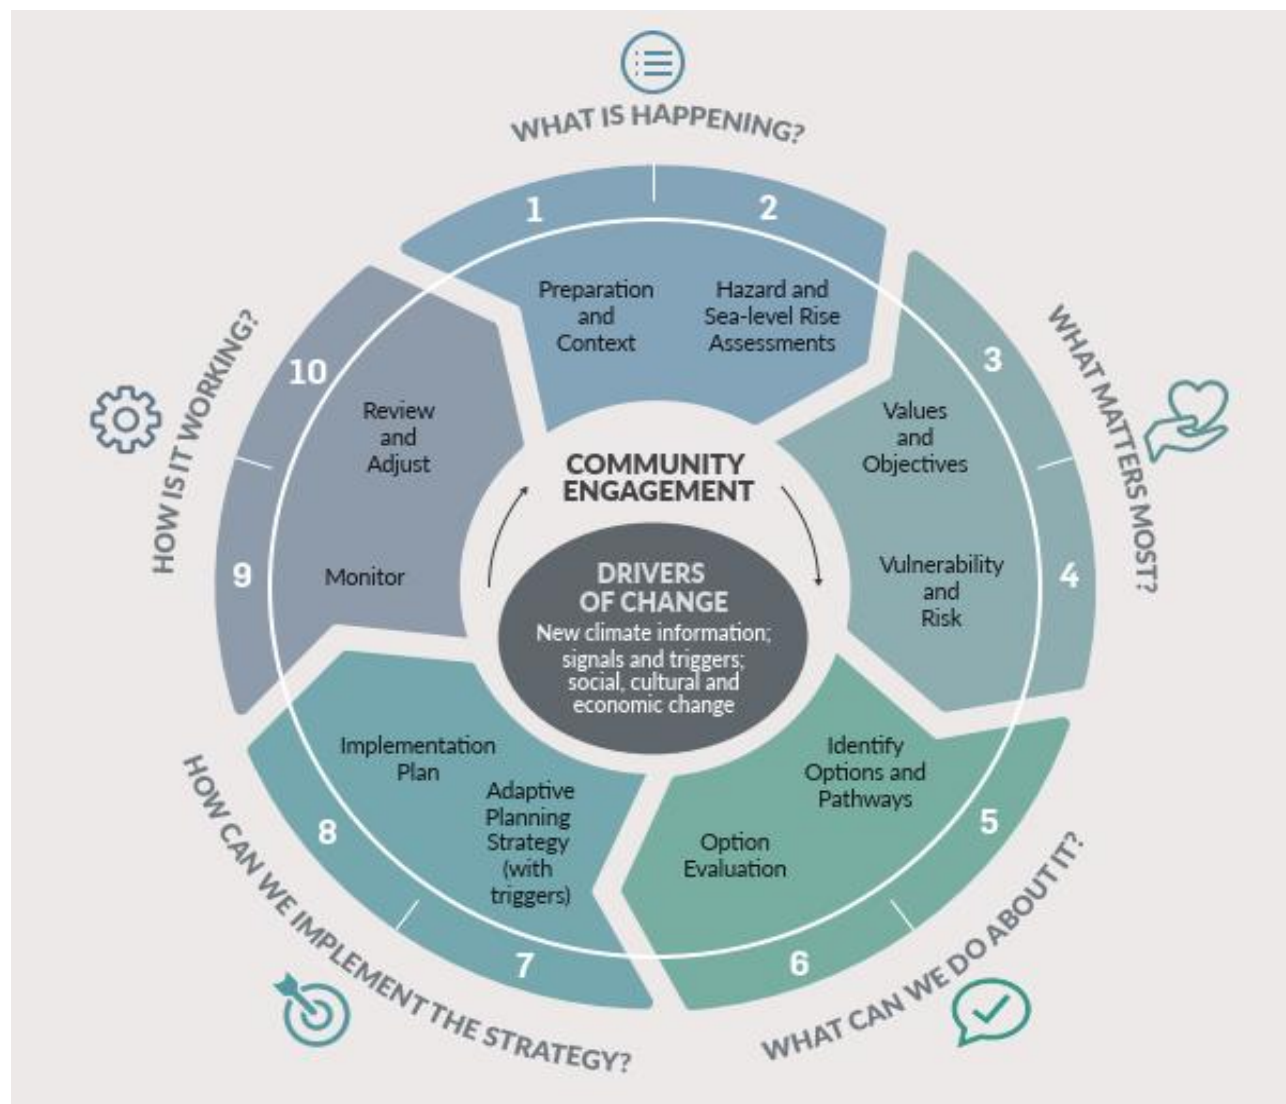 WHAT IS HAPPENING?
1
Preparation
and
Context
2
Hazard and
Sea-level Rise
Assessments
WHAT MATTERS MOST?
3
Values
and
Objectives
4
Vulnerability
and
Risk
WHAT CAN WE DO ABOUT IT?
5
Identify
Options and
Pathways
6
Option
Evaluation
HOW CAN WE IMPLEMENT THE STRATEGY?
7
Adaptive
Planning
Strategy
(with
triggers)
8
Implementation
Plan
HOW IS IT WORKING?
9
Monitor
10
Review
and
Adjust
COMMUNITY
ENGAGEMENT
DRIVERS
OF CHANGE
New climate information;
signals and triggers;
social, cultural and
economic change